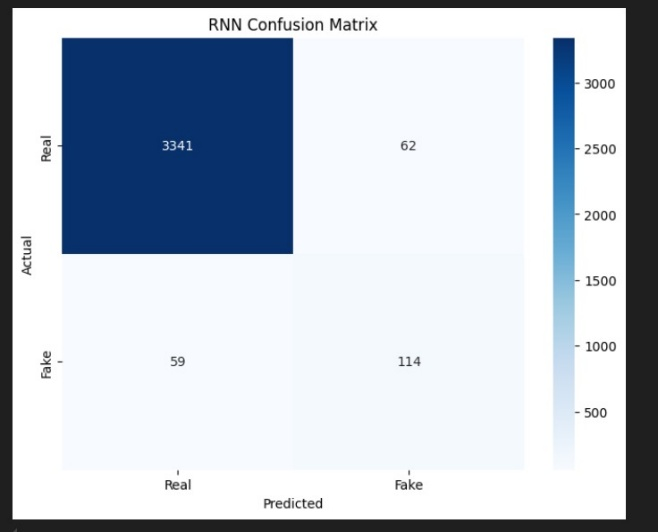 RNN Confusion Matrix
Real
3341
62
Actual
Fake
59
114
Real
Fake
Predicted
3000
2500
2000
1500
1000
500